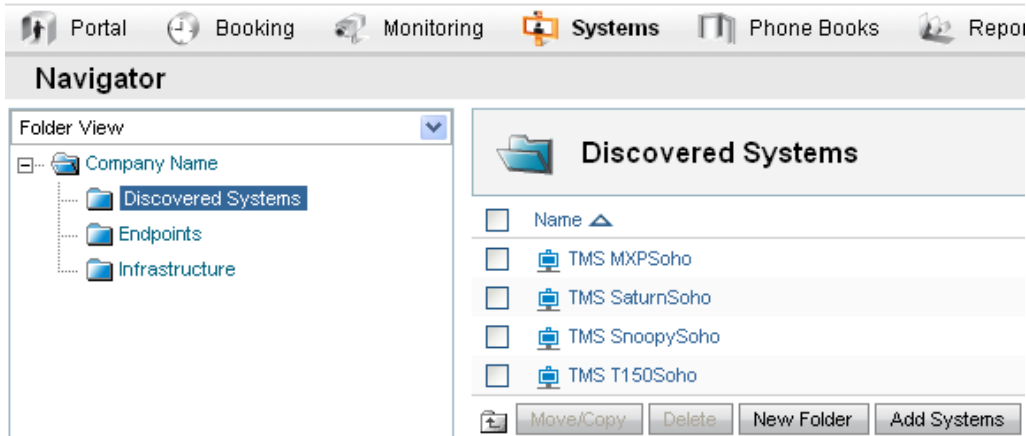 Portal Booking Monitoring Systems Phone Books Repor
Navigator
Folder View
Company Name
Discovered Systems
Endpoints
Infrastructure
Discovered Systems
Name
TMS MXPSoho
TMS SaturnSoho
TMS SnoopySoho
TMS T150Soho
Move/Copy Delete New Folder Add Systems